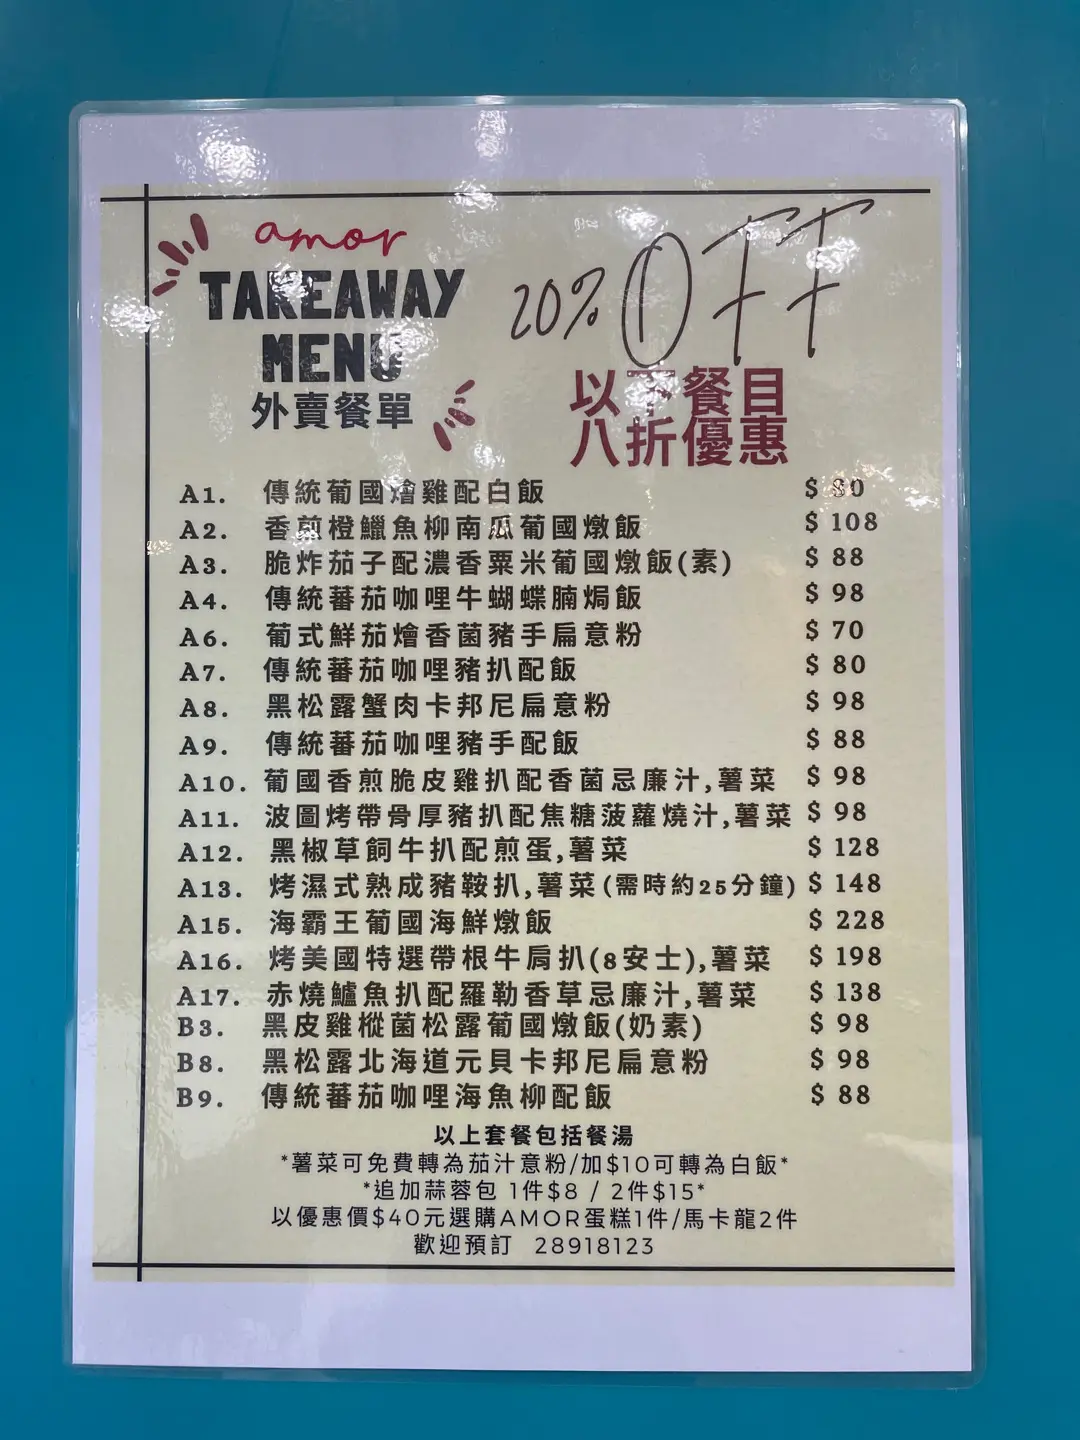 amor
TAKEAWAY
MENU
外賣餐單
20% OFF
以下餐目
八折優惠
A1. 傳統葡國燴雞配白飯 $ 80
A2. 香煎橙鱲魚柳南瓜葡國燉飯 $ 108
A3. 脆炸茄子配濃香粟米葡國燉飯(素) $ 88
A4. 傳統蕃茄咖哩牛蝴蝶腩焗飯 $ 98
A6. 葡式鮮茄燴香菌豬手扁意粉 $ 70
A7. 傳統蕃茄咖哩豬扒配飯 $ 80
A8. 黑松露蟹肉卡邦尼扁意粉 $ 98
A9. 傳統蕃茄咖哩豬手配飯 $ 88
A10. 葡國香煎脆皮雞扒配香菌忌廉汁,薯菜 $ 98
A11. 波圖烤帶骨厚豬扒配焦糖菠蘿燒汁,薯菜 $ 98
A12. 黑椒草飼牛扒配煎蛋,薯菜 $ 128
A13. 烤濕式熟成豬鞍扒,薯菜(需時約25分鐘) $ 148
A15. 海霸王葡國海鮮燉飯 $ 228
A16. 烤美國特選帶根牛肩扒(8安士),薯菜 $ 198
A17. 赤燒鱸魚扒配羅勒香草忌廉汁,薯菜 $ 138
B3. 黑皮雞樅菌松露葡國燉飯(奶素) $ 98
B8. 黑松露北海道元貝卡邦尼扁意粉 $ 98
B9. 傳統蕃茄咖哩海魚柳配飯 $ 88
以上套餐包括餐湯
*薯菜可免費轉為茄汁意粉/加$10可轉為白飯*
*追加蒜蓉包 1件$8 / 2件$15*
以優惠價$40元選購AMOR蛋糕1件/馬卡龍2件
歡迎預訂 28918123